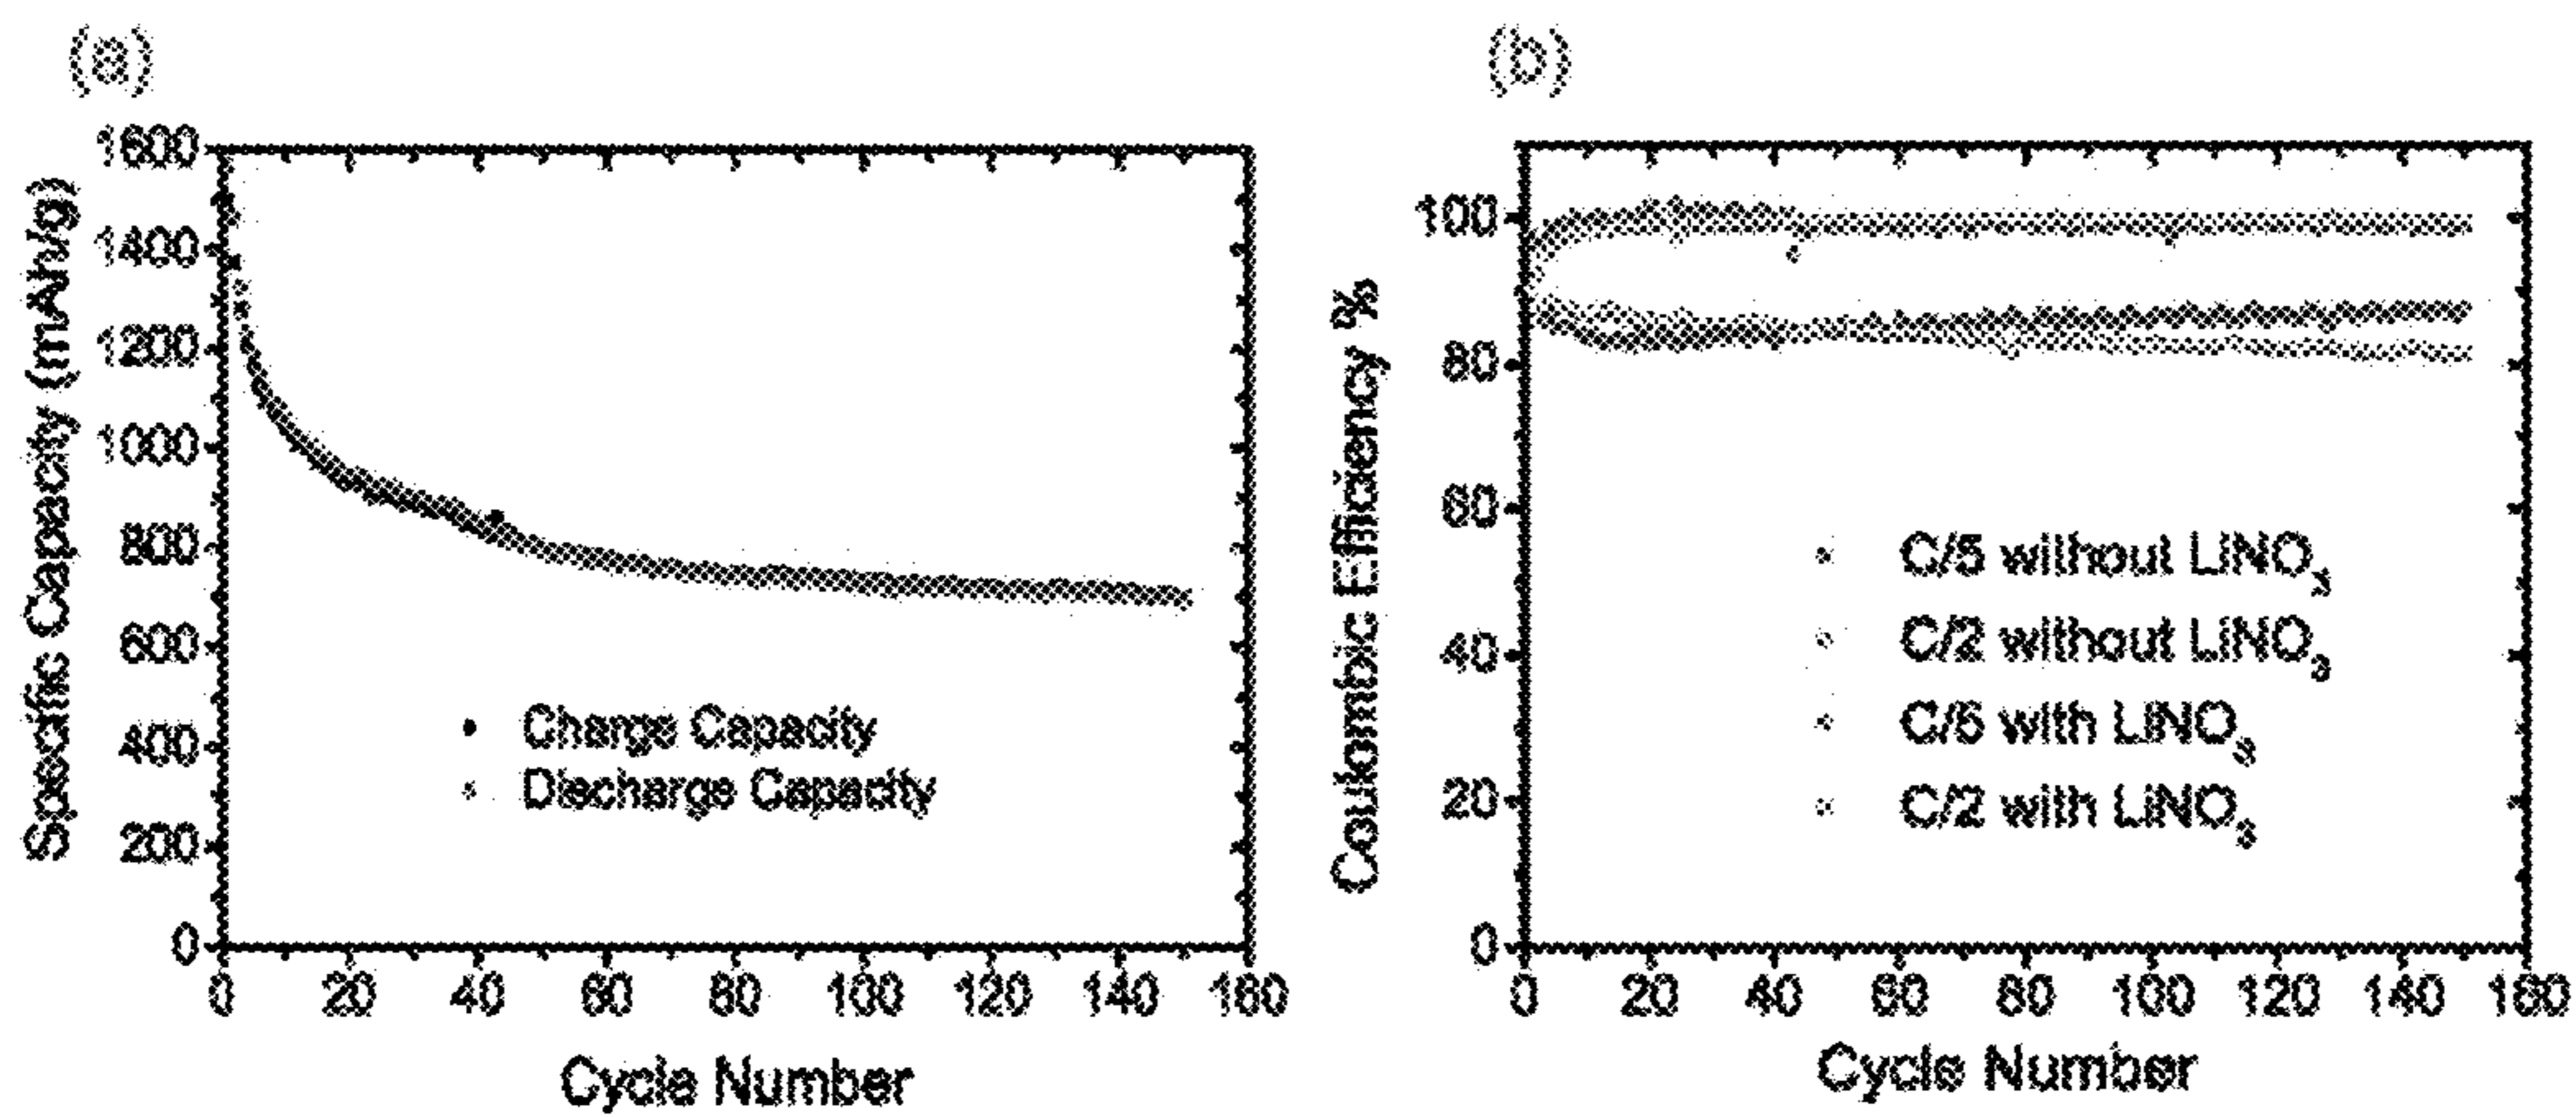 (a)
1600
1400
1200
1000
800
600
400
200
0
Specific Capacity (mAh/g)
Charge Capacity
Discharge Capacity
0 20 40 60 80 100 120 140 160
Cycle Number
(b)
100
80
60
40
20
0
Coulombic Efficiency %
C/5 without LiNO3
C/2 without LiNO3
C/5 with LiNO3
C/2 with LiNO3
0 20 40 60 80 100 120 140 160
Cycle Number